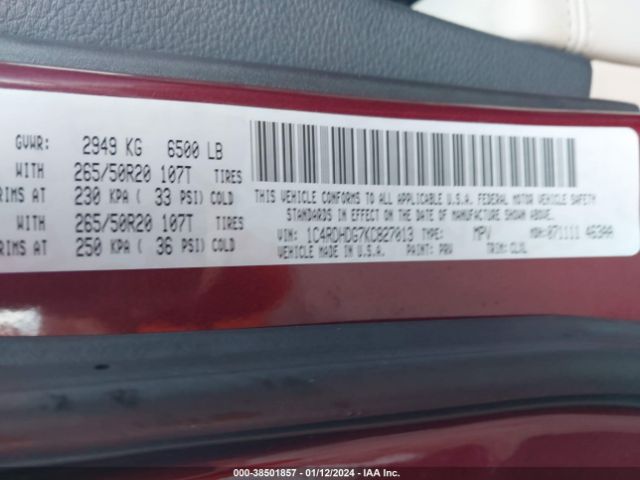 GVWR: 2949 KG 6500 LB
WITH 265/50R20 107T TIRES
RIMS AT 230 KPA ( 33 PSI) COLD
WITH 265/50R20 107T TIRES
RIMS AT 250 KPA ( 36 PSI) COLD
THIS VEHICLE CONFORMS TO ALL APPLICABLE U.S.A. FEDERAL MOTOR VEHICLE SAFETY
STANDARDS IN EFFECT ON THE DATE OF MANUFACTURE SHOWN ABOVE.
VIN: 1C4RDHDG7KC827013 TYPE: MPV MDH: 071111 463AA
VEHICLE MADE IN U.S.A. PAINT: PRV TRIM: CLXL
000-38501857 - 01/12/2024 - IAA Inc.